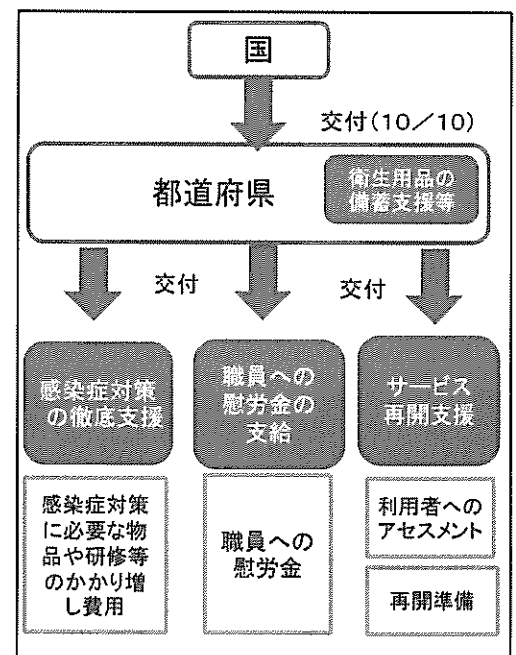 国
交付(10/10)
都道府県
衛生用品の
備蓄支援等
交付
交付
感染症対策
の徹底支援
職員への
慰労金の
支給
サービス
再開支援
感染症対策
に必要な物
品や研修等
のかかり増
し費用
職員への
慰労金
利用者への
アセスメント
再開準備